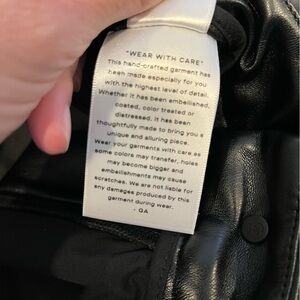 "WEAR WITH CARE"
This hand-crafted garment has
been made especially for you
with the highest level of detail.
Whether it has been embellished,
coated, color treated or
distressed, it has been
thoughtfully made to bring you a
unique and alluring piece.
Wear your garments with care as
some colors may transfer, holes
may become bigger and
embellishments may cause
scratches. We are not liable for
any damages produced by this
garment during wear.
- GA